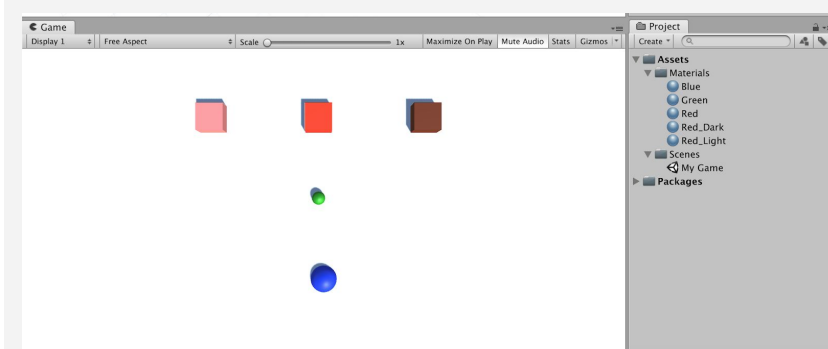 Game
Display 1 Free Aspect Scale 1x Maximize On Play Mute Audio Stats Gizmos
Project
Create
Assets
Materials
Blue
Green
Red
Red_Dark
Red_Light
Scenes
My Game
Packages